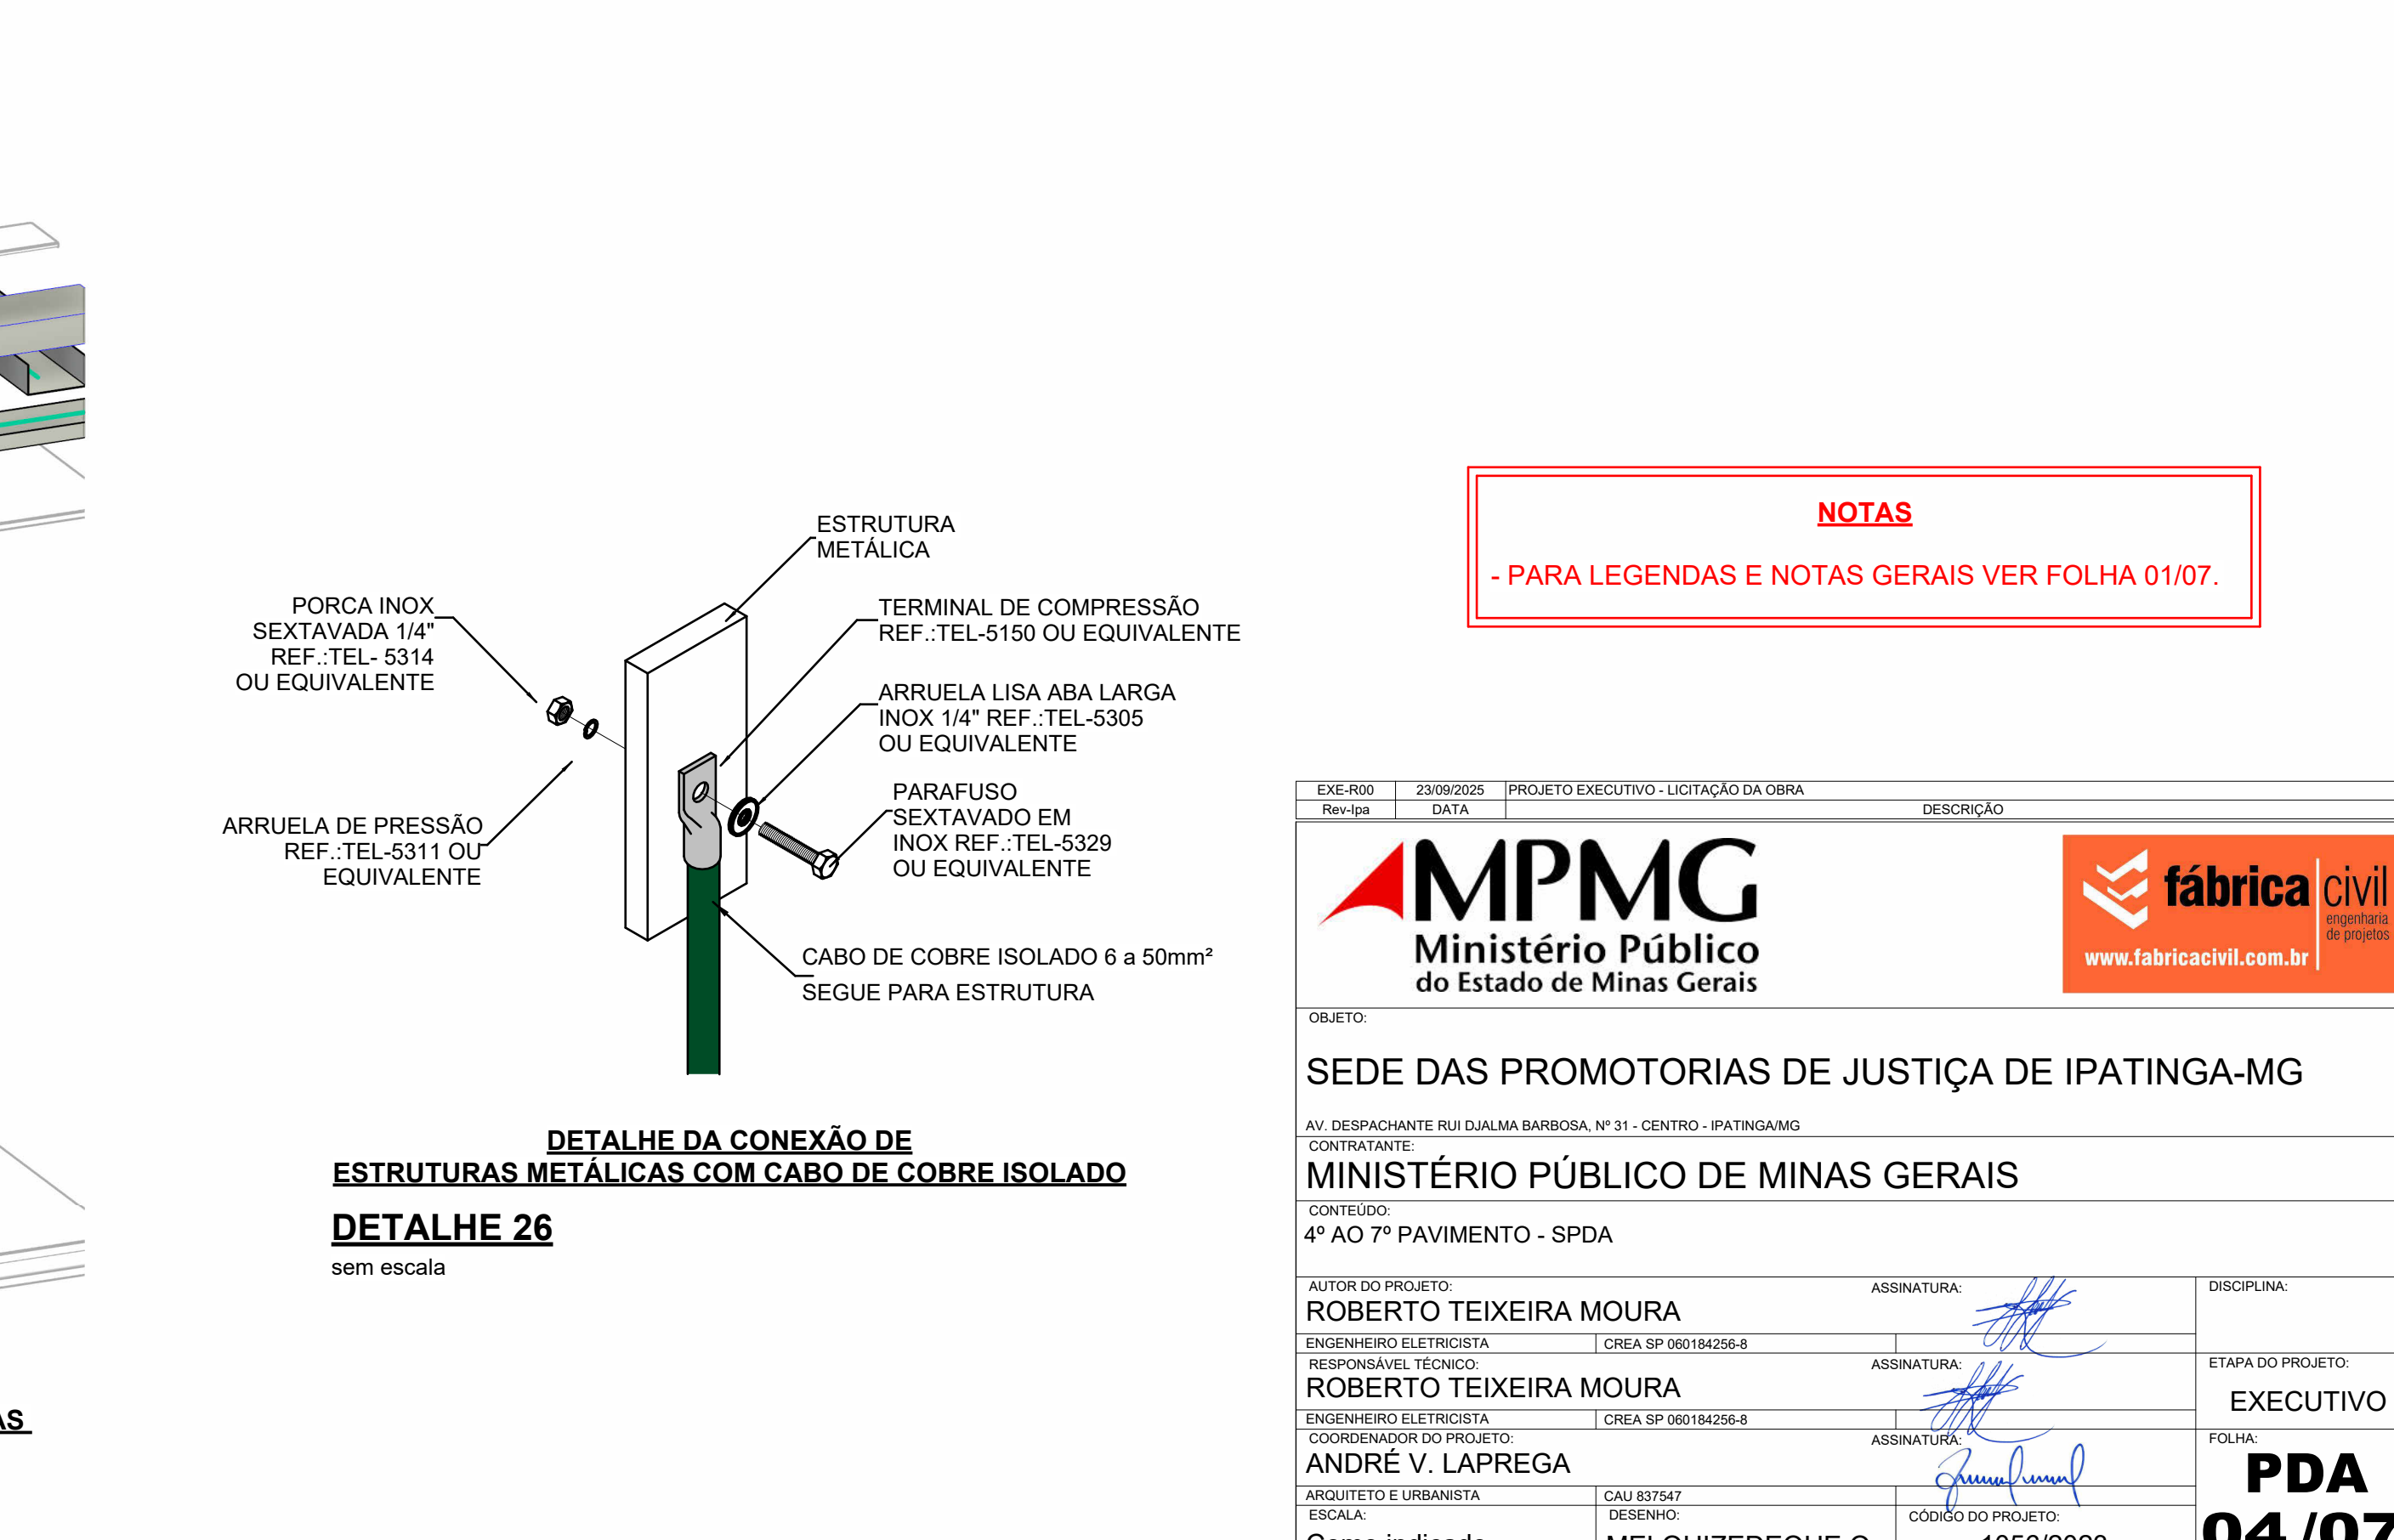 ESTRUTURA
METÁLICA
PORCA INOX
SEXTAVADA 1/4"
REF.:TEL- 5314
OU EQUIVALENTE
TERMINAL DE COMPRESSÃO
REF.:TEL-5150 OU EQUIVALENTE
ARRUELA LISA ABA LARGA
INOX 1/4" REF.:TEL-5305
OU EQUIVALENTE
PARAFUSO
SEXTAVADO EM
INOX REF.:TEL-5329
OU EQUIVALENTE
ARRUELA DE PRESSÃO
REF.:TEL-5311 OU
EQUIVALENTE
CABO DE COBRE ISOLADO 6 a 50mm²
SEGUE PARA ESTRUTURA
DETALHE DA CONEXÃO DE
ESTRUTURAS METÁLICAS COM CABO DE COBRE ISOLADO
DETALHE 26
sem escala
NOTAS
- PARA LEGENDAS E NOTAS GERAIS VER FOLHA 01/07.
EXE-R00 23/09/2025 PROJETO EXECUTIVO - LICITAÇÃO DA OBRA
Rev-Ipa DATA DESCRIÇÃO
MPMG
Ministério Público
do Estado de Minas Gerais
fábrica civil
engenharia
de projetos
www.fabricacivil.com.br
OBJETO:
SEDE DAS PROMOTORIAS DE JUSTIÇA DE IPATINGA-MG
AV. DESPACHANTE RUI DJALMA BARBOSA, Nº 31 - CENTRO - IPATINGA/MG
CONTRATANTE:
MINISTÉRIO PÚBLICO DE MINAS GERAIS
CONTEÚDO:
4º AO 7º PAVIMENTO - SPDA
AUTOR DO PROJETO: ASSINATURA: DISCIPLINA:
ROBERTO TEIXEIRA MOURA
ENGENHEIRO ELETRICISTA CREA SP 060184256-8
RESPONSÁVEL TÉCNICO: ASSINATURA: ETAPA DO PROJETO:
ROBERTO TEIXEIRA MOURA EXECUTIVO
ENGENHEIRO ELETRICISTA CREA SP 060184256-8
COORDENADOR DO PROJETO: ASSINATURA: FOLHA:
ANDRÉ V. LAPREGA PDA
ARQUITETO E URBANISTA CAU 837547
ESCALA: DESENHO: CÓDIGO DO PROJETO:
Como indicado 04/07